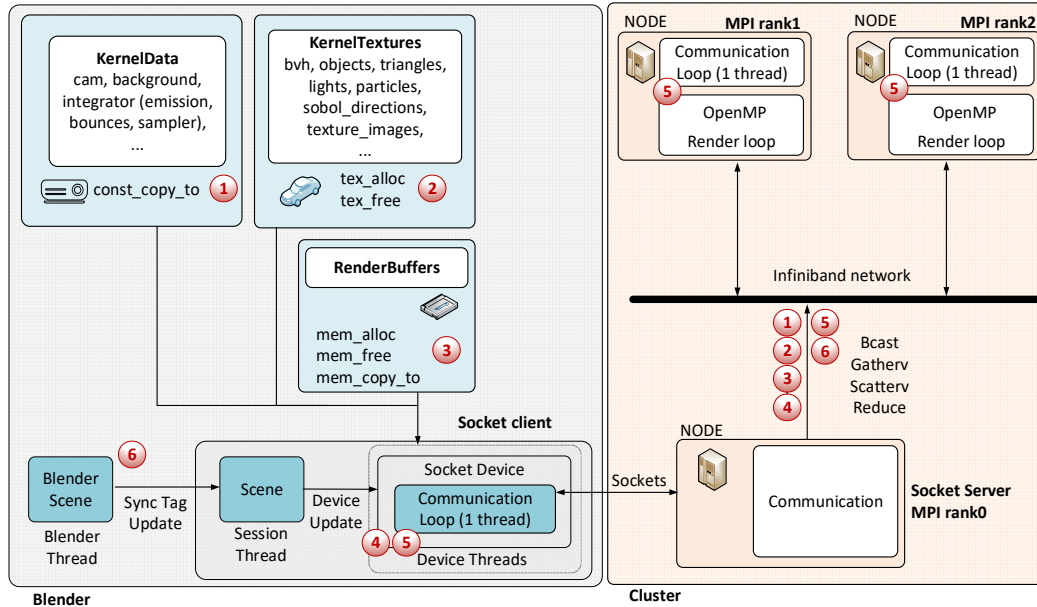 KernelData
cam, background,
integrator (emission,
bounces, sampler),
...
const_copy_to
1
KernelTextures
bvh, objects, triangles,
lights, particles,
sobol_directions,
texture_images,
...
tex_alloc
tex_free
2
RenderBuffers
mem_alloc
mem_free
mem_copy_to
3
Socket client
6
Blender
Scene
Sync Tag
Update
Blender
Thread
Scene
Session
Thread
Device
Update
Socket Device
Communication
Loop (1 thread)
4
5
Device Threads
Blender
NODE
MPI rank1
Communication
Loop (1 thread)
5
OpenMP
Render loop
NODE
MPI rank2
Communication
Loop (1 thread)
5
OpenMP
Render loop
Infiniband network
1
5
2
6
3
4
Bcast
Gatherv
Scatterv
Reduce
NODE
Sockets
Communication
Socket Server
MPI rank0
Cluster